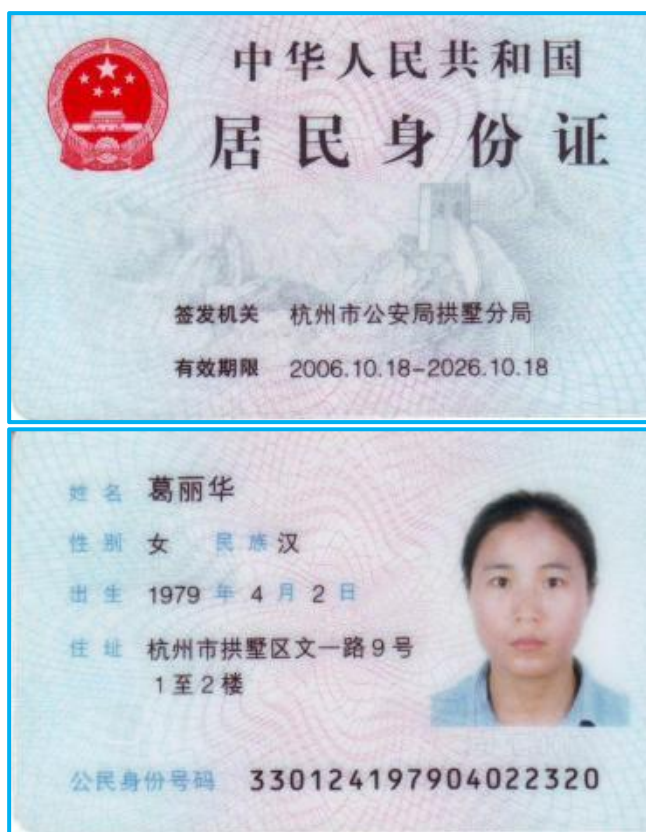 中华人民共和国
居民身份证
签发机关 杭州市公安局拱墅分局
有效期限 2006.10.18-2026.10.18
姓名 葛丽华
性别 女 民族 汉
出生 1979 年 4 月 2 日
住址 杭州市拱墅区文一路9号
1至2楼
公民身份号码 330124197904022320